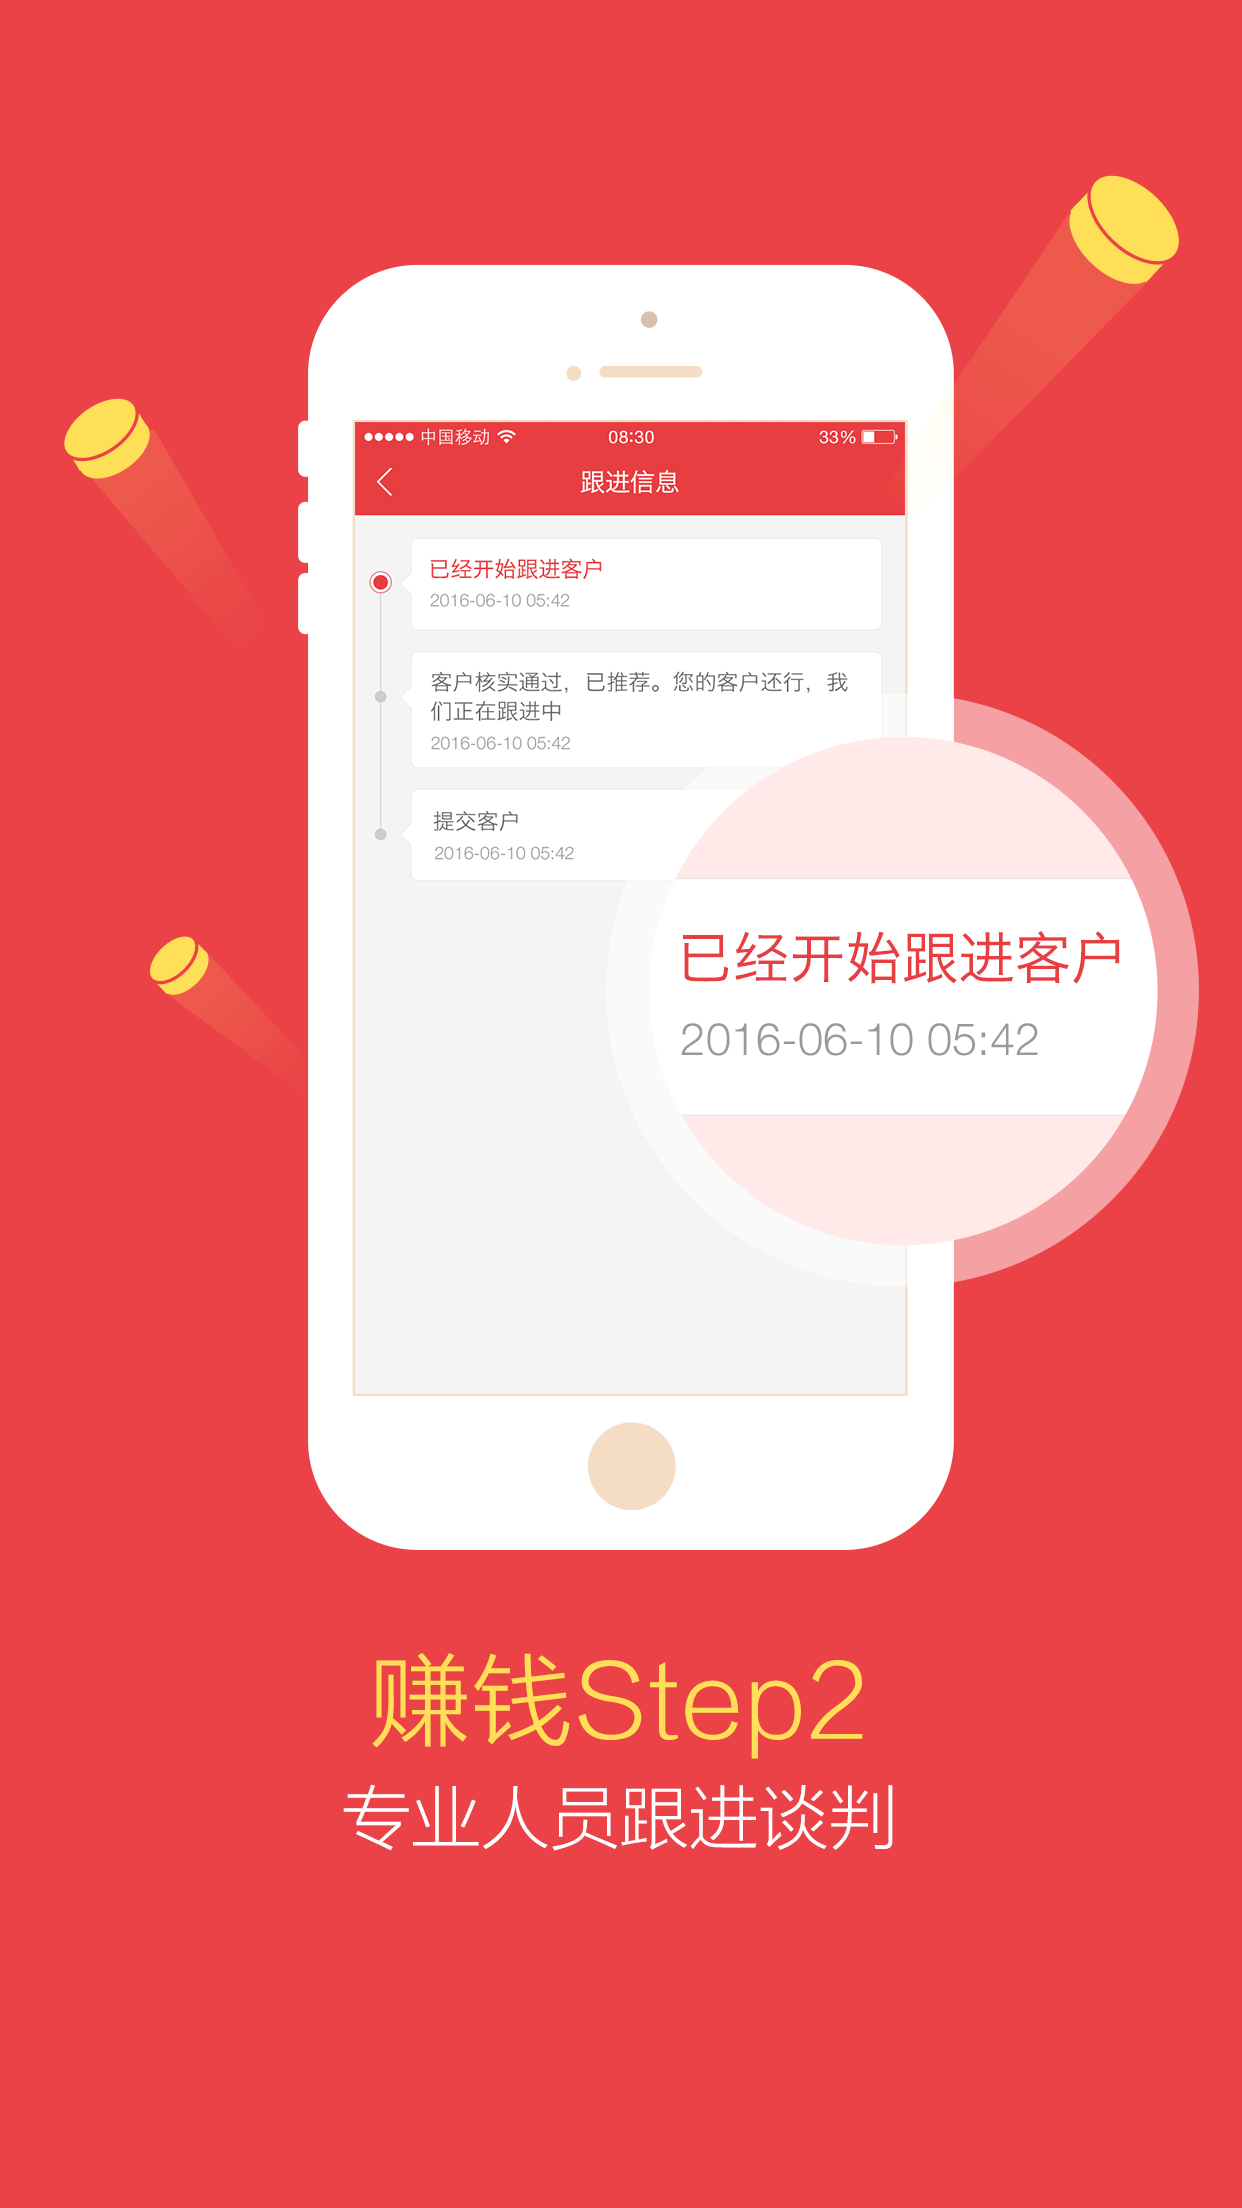 中国移动 08:30 33%
跟进信息
已经开始跟进客户
2016-06-10 05:42
客户核实通过，已推荐。您的客户还行，我
们正在跟进中
2016-06-10 05:42
提交客户
2016-06-10 05:42
已经开始跟进客户
2016-06-10 05:42
赚钱Step2
专业人员跟进谈判